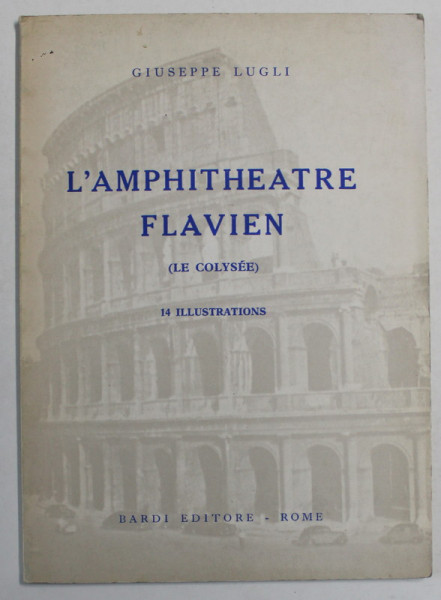 GIUSEPPE LUGLI
L'AMPHITHEATRE
FLAVIEN
(LE COLYSÉE)
14 ILLUSTRATIONS
BARDI EDITORE - ROME